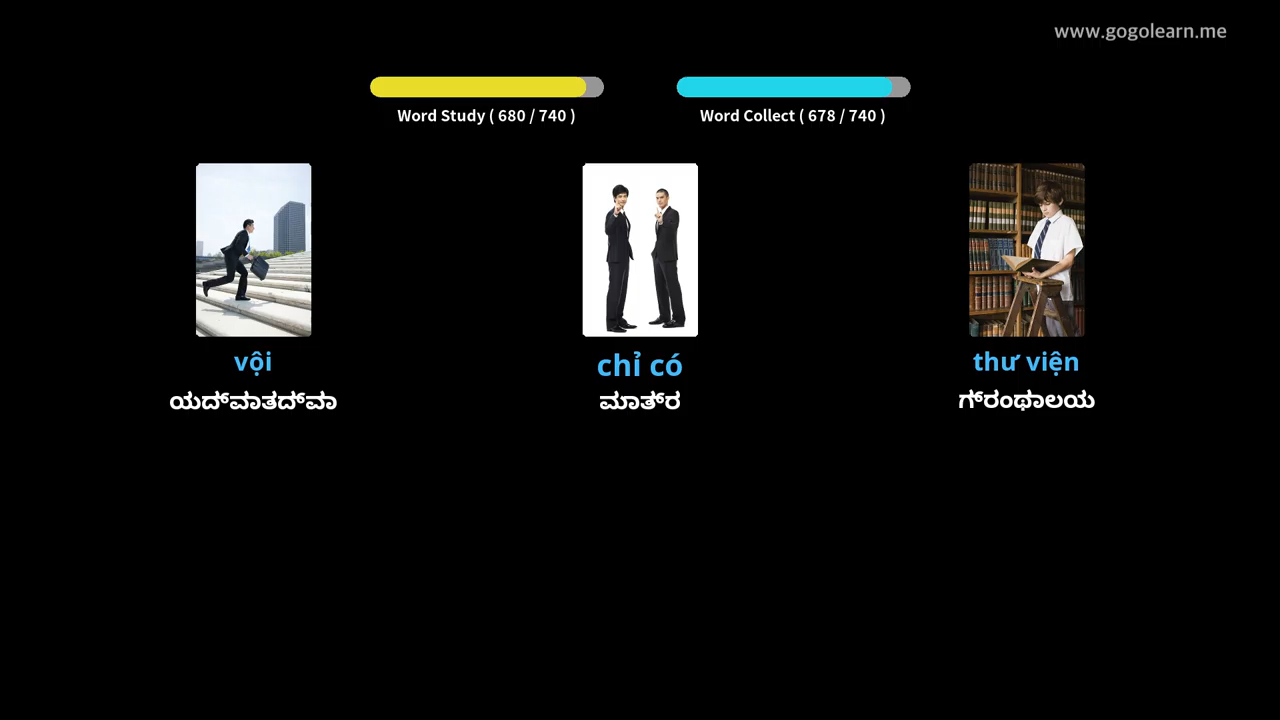 www.gogolearn.me
Word Study ( 680 / 740 )
Word Collect ( 678 / 740 )
vội
chỉ có
thư viện
ಯದ್‌ವಾತದ್‌ವಾ
ಮಾತ್‌ರ
ಗ್‌ರಂಥಾಲಯ